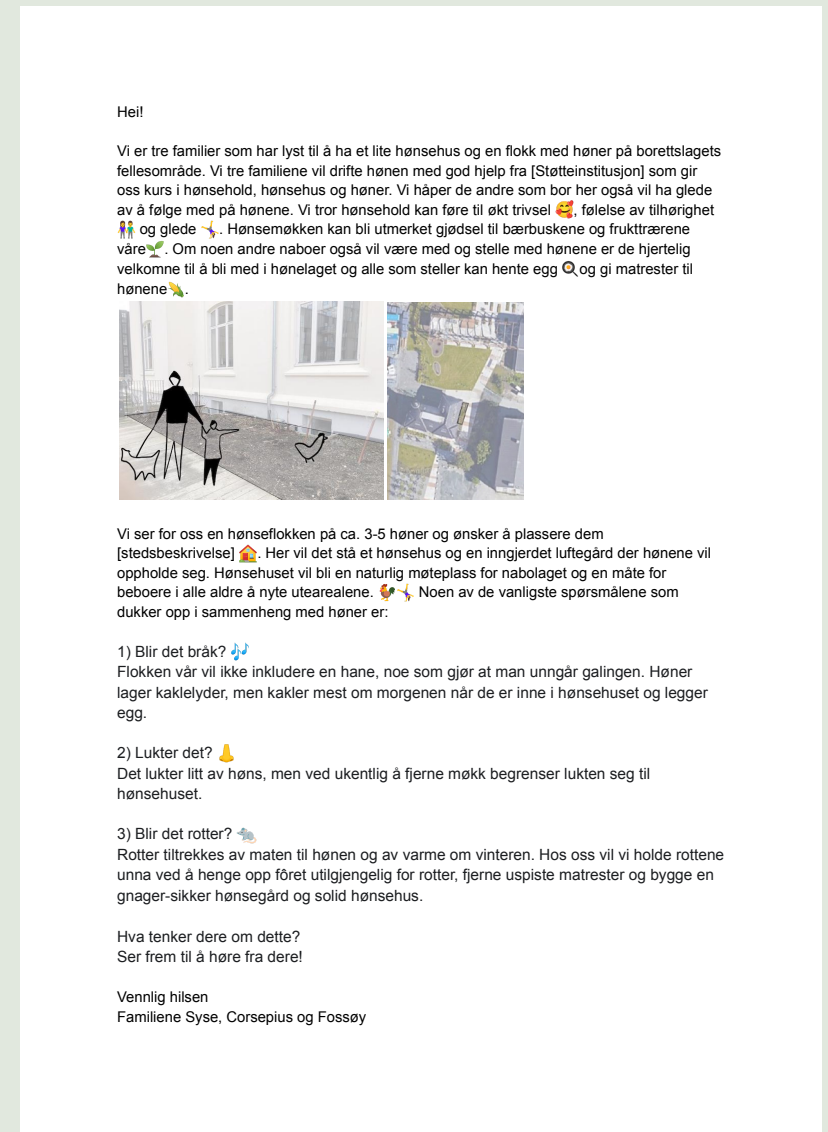 Hei!
Vi er tre familier som har lyst til å ha et lite hønsehus og en flokk med høner på borettslagets
fellesområde. Vi tre familiene vil drifte hønen med god hjelp fra [Støtteinstitusjon] som gir
oss kurs i hønsehold, hønsehus og høner. Vi håper de andre som bor her også vil ha glede
av å følge med på hønene. Vi tror hønsehold kan føre til økt trivsel 🥰, følelse av tilhørighet
👫 og glede 🤸‍♀️. Hønsemøkken kan bli utmerket gjødsel til bærbuskene og frukttrærene
våre🌱. Om noen andre naboer også vil være med og stelle med hønene er de hjertelig
velkomne til å bli med i hønelaget og alle som steller kan hente egg 🍳og gi matrester til
hønene🌽.
Vi ser for oss en hønseflokken på ca. 3-5 høner og ønsker å plassere dem
[stedsbeskrivelse] 🏠. Her vil det stå et hønsehus og en inngjerdet luftegård der hønene vil
oppholde seg. Hønsehuset vil bli en naturlig møteplass for nabolaget og en måte for
beboere i alle aldre å nyte utearealene. 🐓🤸‍♀️ Noen av de vanligste spørsmålene som
dukker opp i sammenheng med høner er:
1) Blir det bråk? 🎶
Flokken vår vil ikke inkludere en hane, noe som gjør at man unngår galingen. Høner
lager kaklelyder, men kakler mest om morgenen når de er inne i hønsehuset og legger
egg.
2) Lukter det? 👃
Det lukter litt av høns, men ved ukentlig å fjerne møkk begrenser lukten seg til
hønsehuset.
3) Blir det rotter? 🐀
Rotter tiltrekkes av maten til hønen og av varme om vinteren. Hos oss vil vi holde rottene
unna ved å henge opp fôret utilgjengelig for rotter, fjerne uspiste matrester og bygge en
gnager-sikker hønsegård og solid hønsehus.
Hva tenker dere om dette?
Ser frem til å høre fra dere!
Vennlig hilsen
Familiene Syse, Corsepius og Fossøy